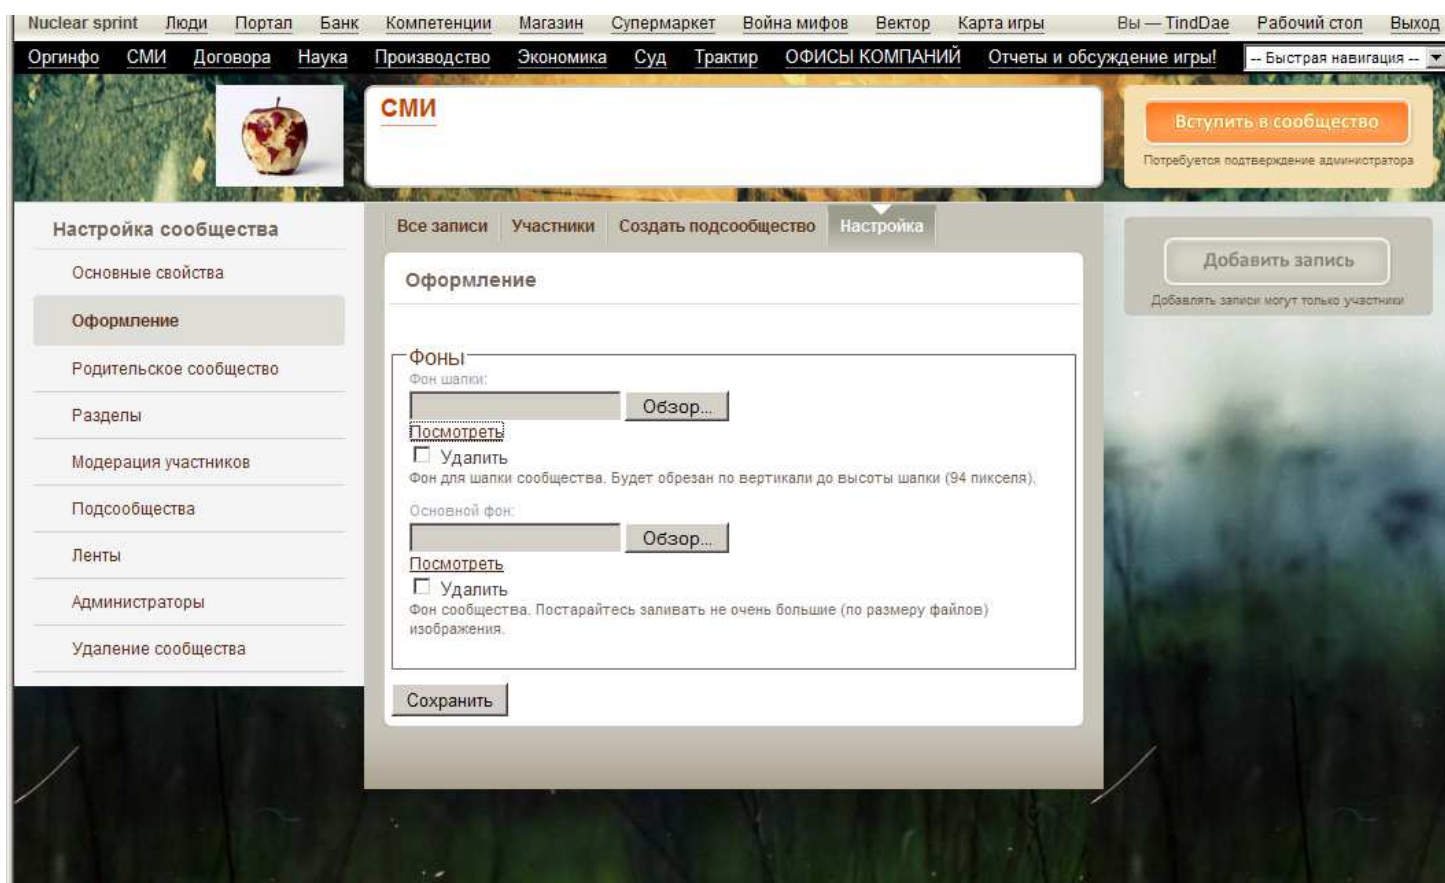 Nuclear sprint Люди Портал Банк Компетенции Магазин Супермаркет Война мифов Вектор Карта игры Вы — TindDae Рабочий стол Выход
Оргинфо СМИ Договора Наука Производство Экономика Суд Трактир ОФИСЫ КОМПАНИЙ Отчеты и обсуждение игры! -- Быстрая навигация --
СМИ
Вступить в сообщество
Потребуется подтверждение администратора
Настройка сообщества
Основные свойства
Оформление
Родительское сообщество
Разделы
Модерация участников
Подсообщества
Ленты
Администраторы
Удаление сообщества
Все записи Участники Создать подсообщество Настройка
Оформление
Фоны
Фон шапки:
Обзор...
Посмотреть
Удалить
Фон для шапки сообщества. Будет обрезан по вертикали до высоты шапки (94 пикселя).
Основной фон:
Обзор...
Посмотреть
Удалить
Фон сообщества. Постарайтесь заливать не очень большие (по размеру файлов)
изображения.
Сохранить
Добавить запись
Добавлять записи могут только участники